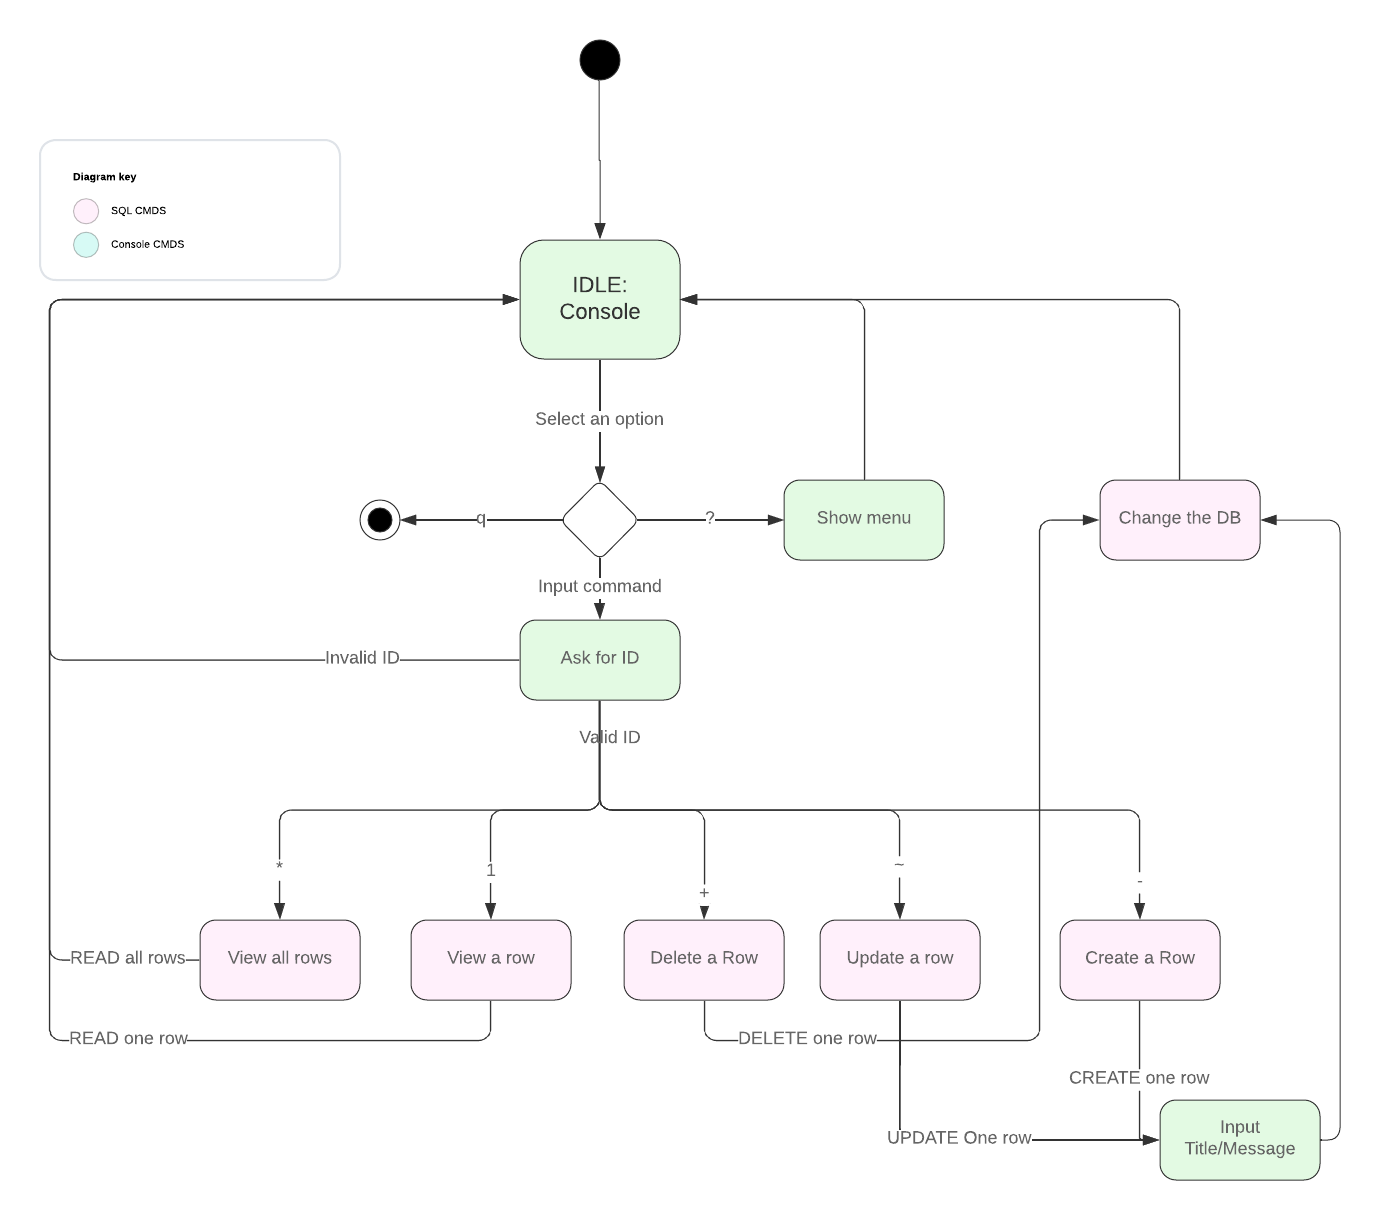 Diagram key
SQL CMDS
Console CMDS
IDLE:
Console
Select an option
q
?
Show menu
Change the DB
Input command
Invalid ID
Ask for ID
Valid ID
*
1
+
~
-
READ all rows
View all rows
View a row
Delete a Row
Update a row
Create a Row
READ one row
DELETE one row
CREATE one row
UPDATE One row
Input
Title/Message